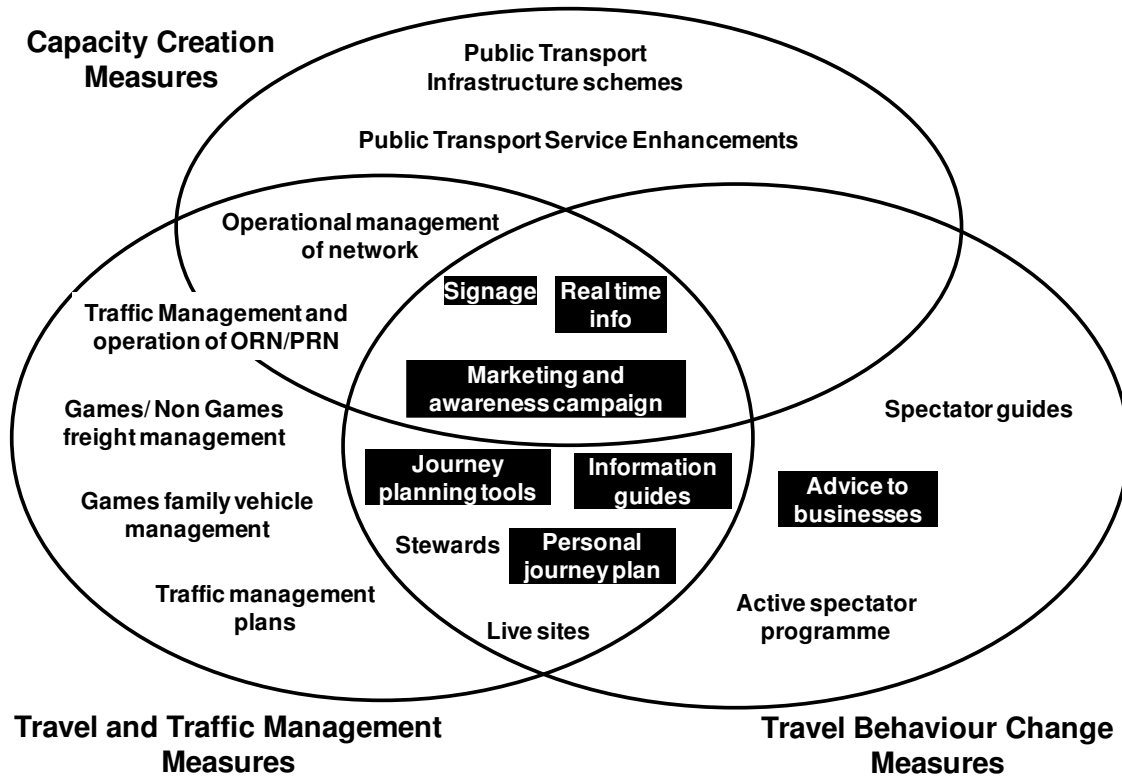 Capacity Creation
Measures
Public Transport
Infrastructure schemes
Public Transport Service Enhancements
Operational management
of network
Signage
Real time
info
Traffic Management and
operation of ORN/PRN
Marketing and
awareness campaign
Games/ Non Games
freight management
Spectator guides
Journey
planning tools
Information
guides
Advice to
businesses
Games family vehicle
management
Stewards
Personal
journey plan
Traffic management
plans
Live sites
Active spectator
programme
Travel and Traffic Management
Measures
Travel Behaviour Change
Measures